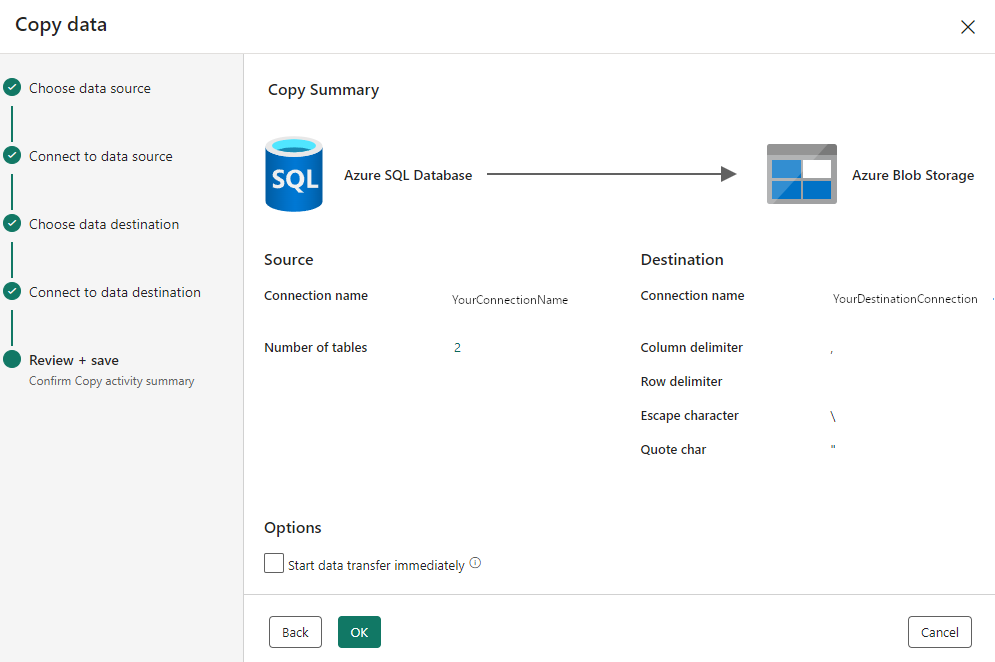 Copy data
Choose data source
Connect to data source
Choose data destination
Connect to data destination
Review + save
Confirm Copy activity summary
Copy Summary
SQL
Azure SQL Database
Azure Blob Storage
Source
Connection name
YourConnectionName
Number of tables
2
Destination
Connection name
YourDestinationConnection
Column delimiter
,
Row delimiter
Escape character
\
Quote char
"
Options
Start data transfer immediately
Back
OK
Cancel